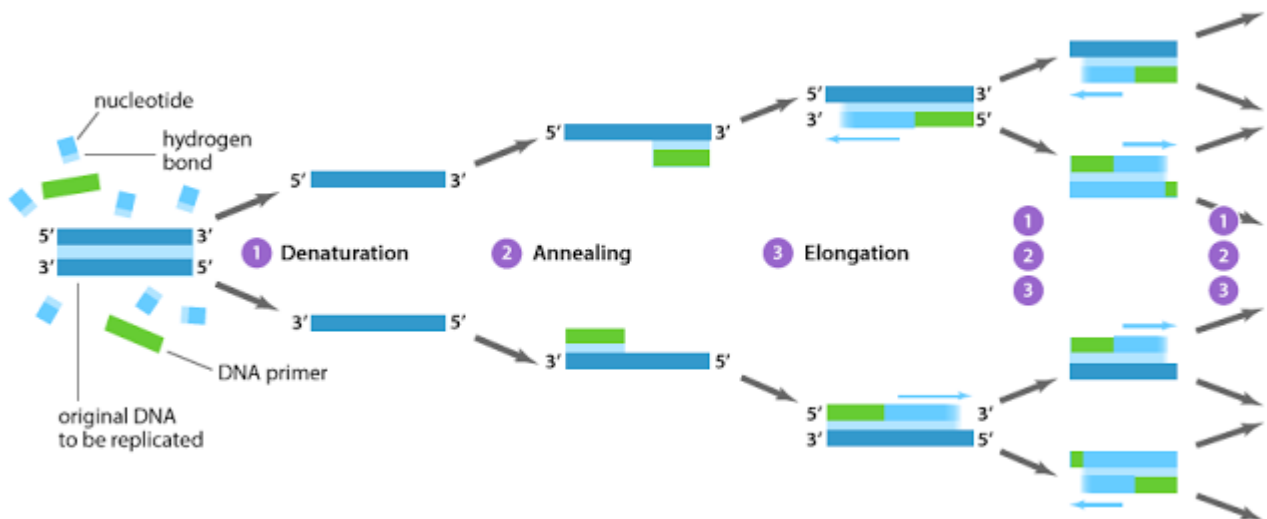 nucleotide
hydrogen
bond
5′ 3′
3′ 5′
DNA primer
original DNA
to be replicated
5′ 3′
1 Denaturation
3′ 5′
5′ 3′
2 Annealing
3′ 5′
5′ 3′
3′ 5′
3 Elongation
5′ 3′
3′ 5′
1
2
3
1
2
3